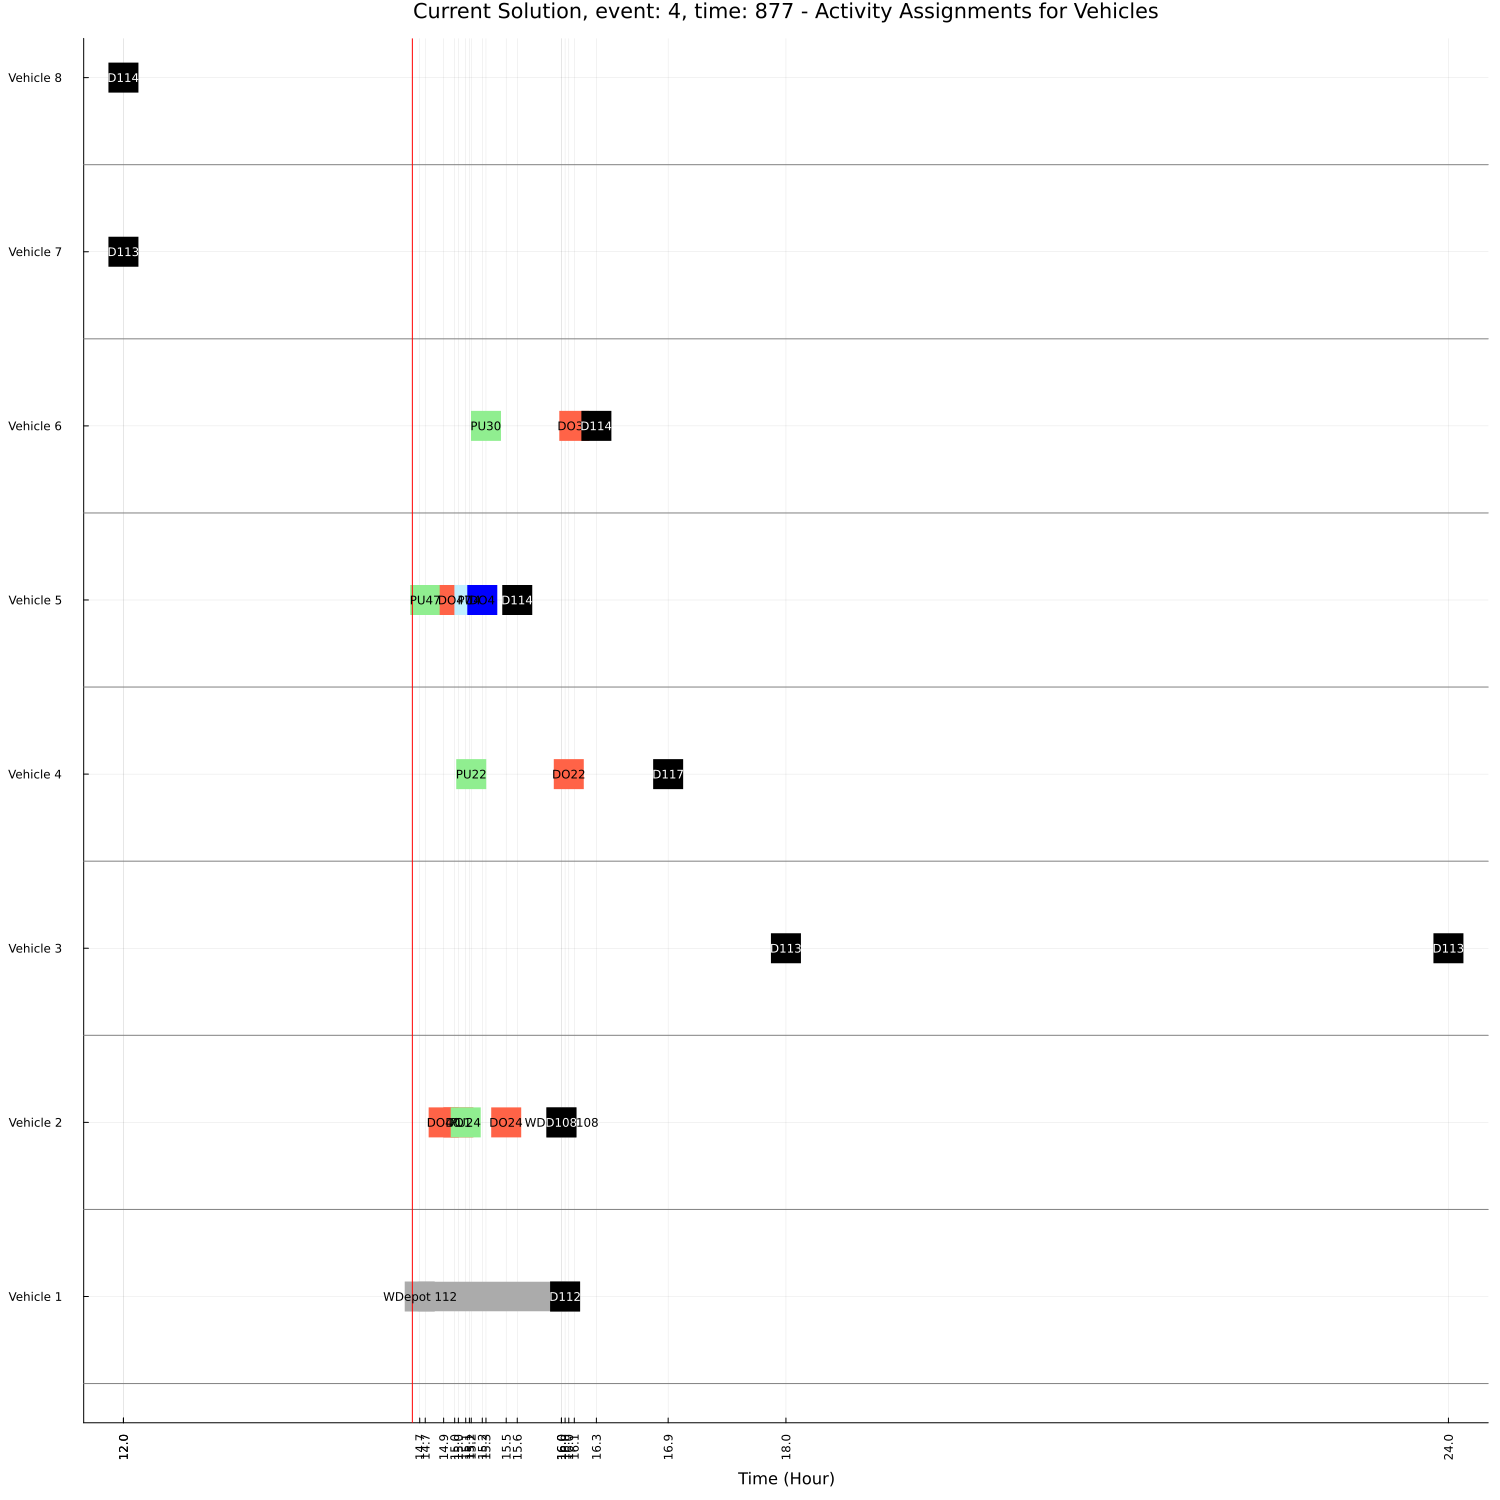 Current Solution, event: 4, time: 877 - Activity Assignments for Vehicles
Vehicle 8
D114
Vehicle 7
D113
Vehicle 6
PU30
DO3
D114
Vehicle 5
PU47
D114
Vehicle 4
PU22
DO22
D117
Vehicle 3
D113
D113
Vehicle 2
DO24
D108
Vehicle 1
WDepot 112
D112
12.0
14.7
14.9
15.5
15.6
16.1
16.3
16.9
18.0
24.0
Time (Hour)